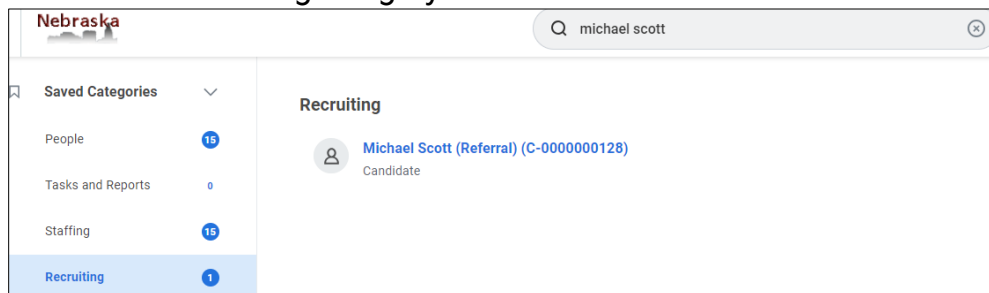 Nebraska
michael scott
Saved Categories
People 15
Tasks and Reports 0
Staffing 15
Recruiting 1
Recruiting
Michael Scott (Referral) (C-0000000128)
Candidate